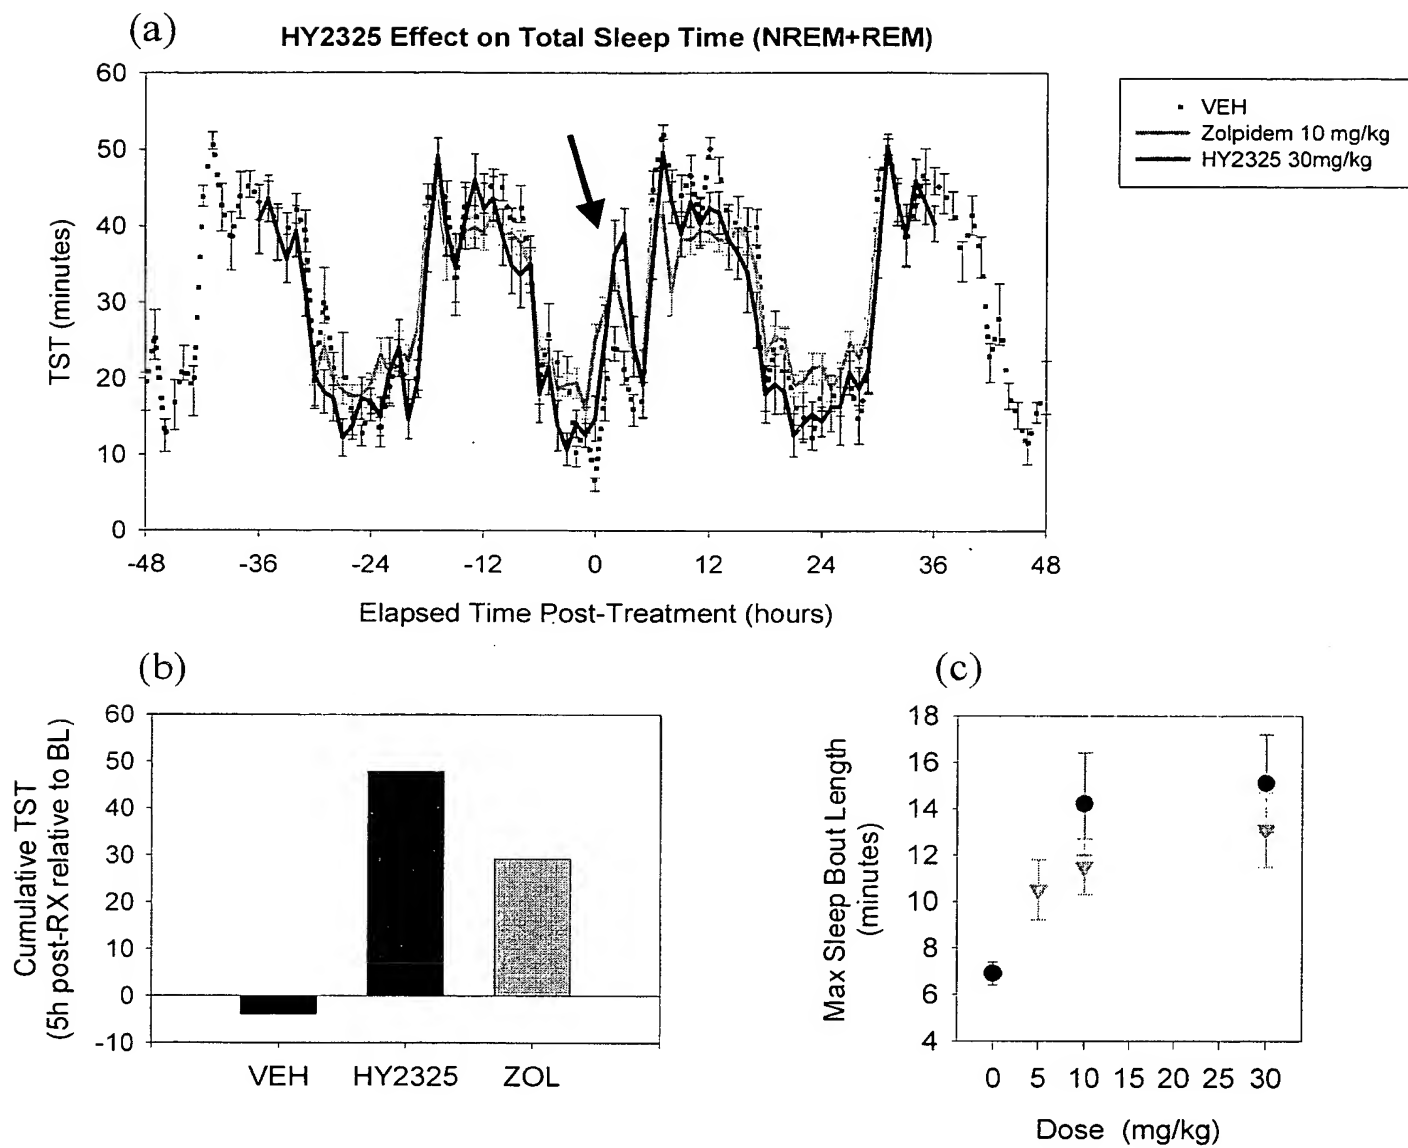 (a)
HY2325 Effect on Total Sleep Time (NREM+REM)
60
50
40
30
20
10
0
TST (minutes)
-48 -36 -24 -12 0 12 24 36 48
Elapsed Time Post-Treatment (hours)
VEH
Zolpidem 10 mg/kg
HY2325 30mg/kg
(b)
60
50
40
30
20
10
0
-10
Cumulative TST
(5h post-RX relative to BL)
VEH HY2325 ZOL
(c)
18
16
14
12
10
8
6
4
Max Sleep Bout Length
(minutes)
0 5 10 15 20 25 30
Dose (mg/kg)